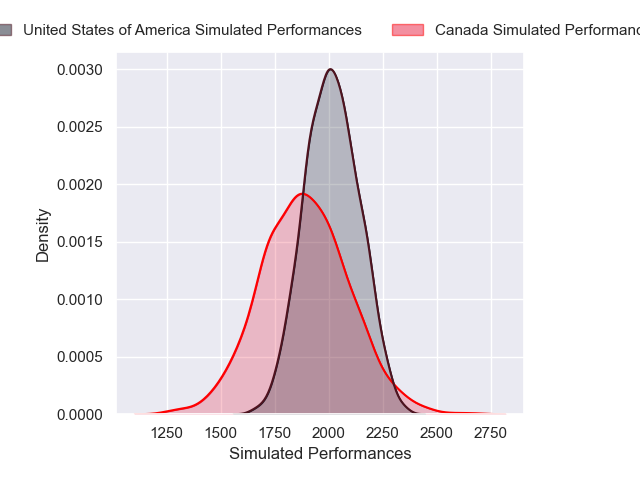 United States of America Simulated Performances
Canada Simulated Performanc
0.0030
0.0025
0.0020
0.0015
0.0010
0.0005
0.0000
Density
1250 1500 1750 2000 2250 2500 2750
Simulated Performances